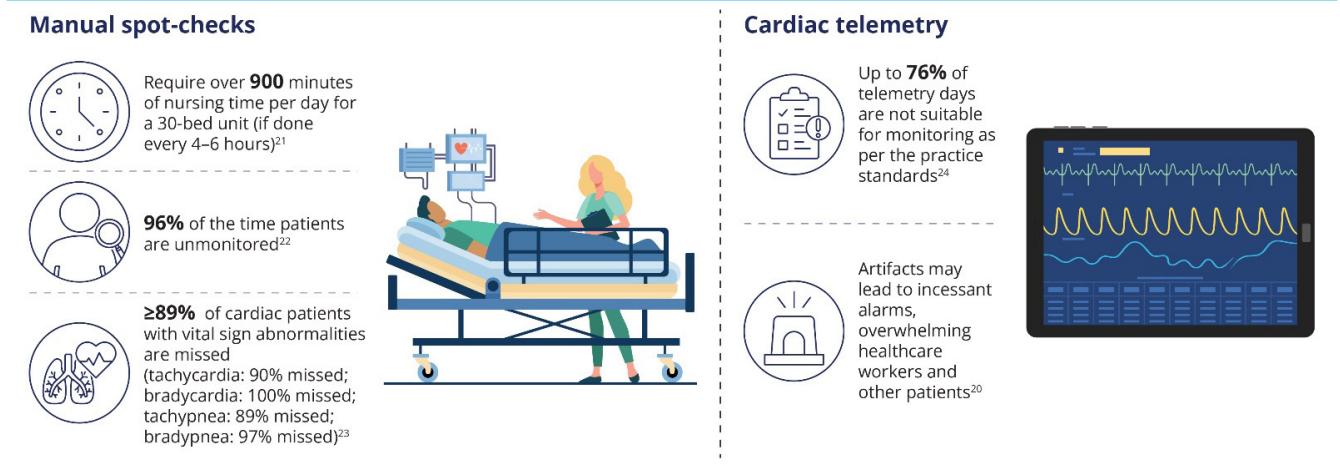 Manual spot-checks
Require over 900 minutes
of nursing time per day for
a 30-bed unit (if done
every 4–6 hours)²¹
96% of the time patients
are unmonitored²²
≥89% of cardiac patients
with vital sign abnormalities
are missed
(tachycardia: 90% missed;
bradycardia: 100% missed;
tachypnea: 89% missed;
bradypnea: 97% missed)²³
Cardiac telemetry
Up to 76% of
telemetry days
are not suitable
for monitoring as
per the practice
standards²⁴
Artifacts may
lead to incessant
alarms,
overwhelming
healthcare
workers and
other patients²⁰